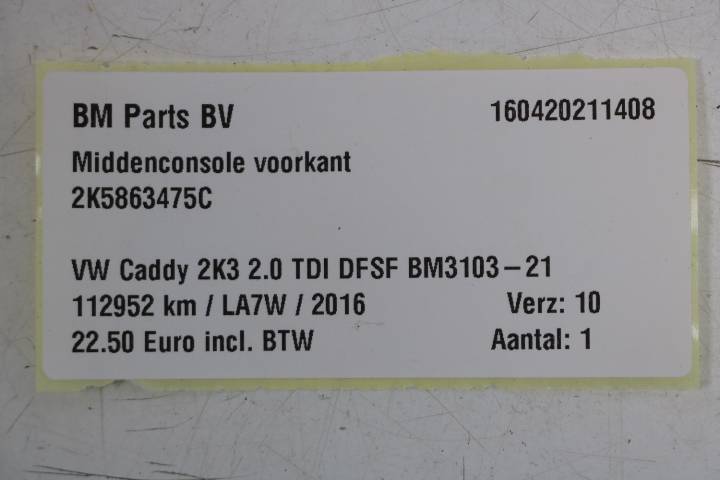 BM Parts BV 160420211408
Middenconsole voorkant
2K5863475C
VW Caddy 2K3 2.0 TDI DFSF BM3103-21
112952 km / LA7W / 2016 Verz: 10
22.50 Euro incl. BTW Aantal: 1